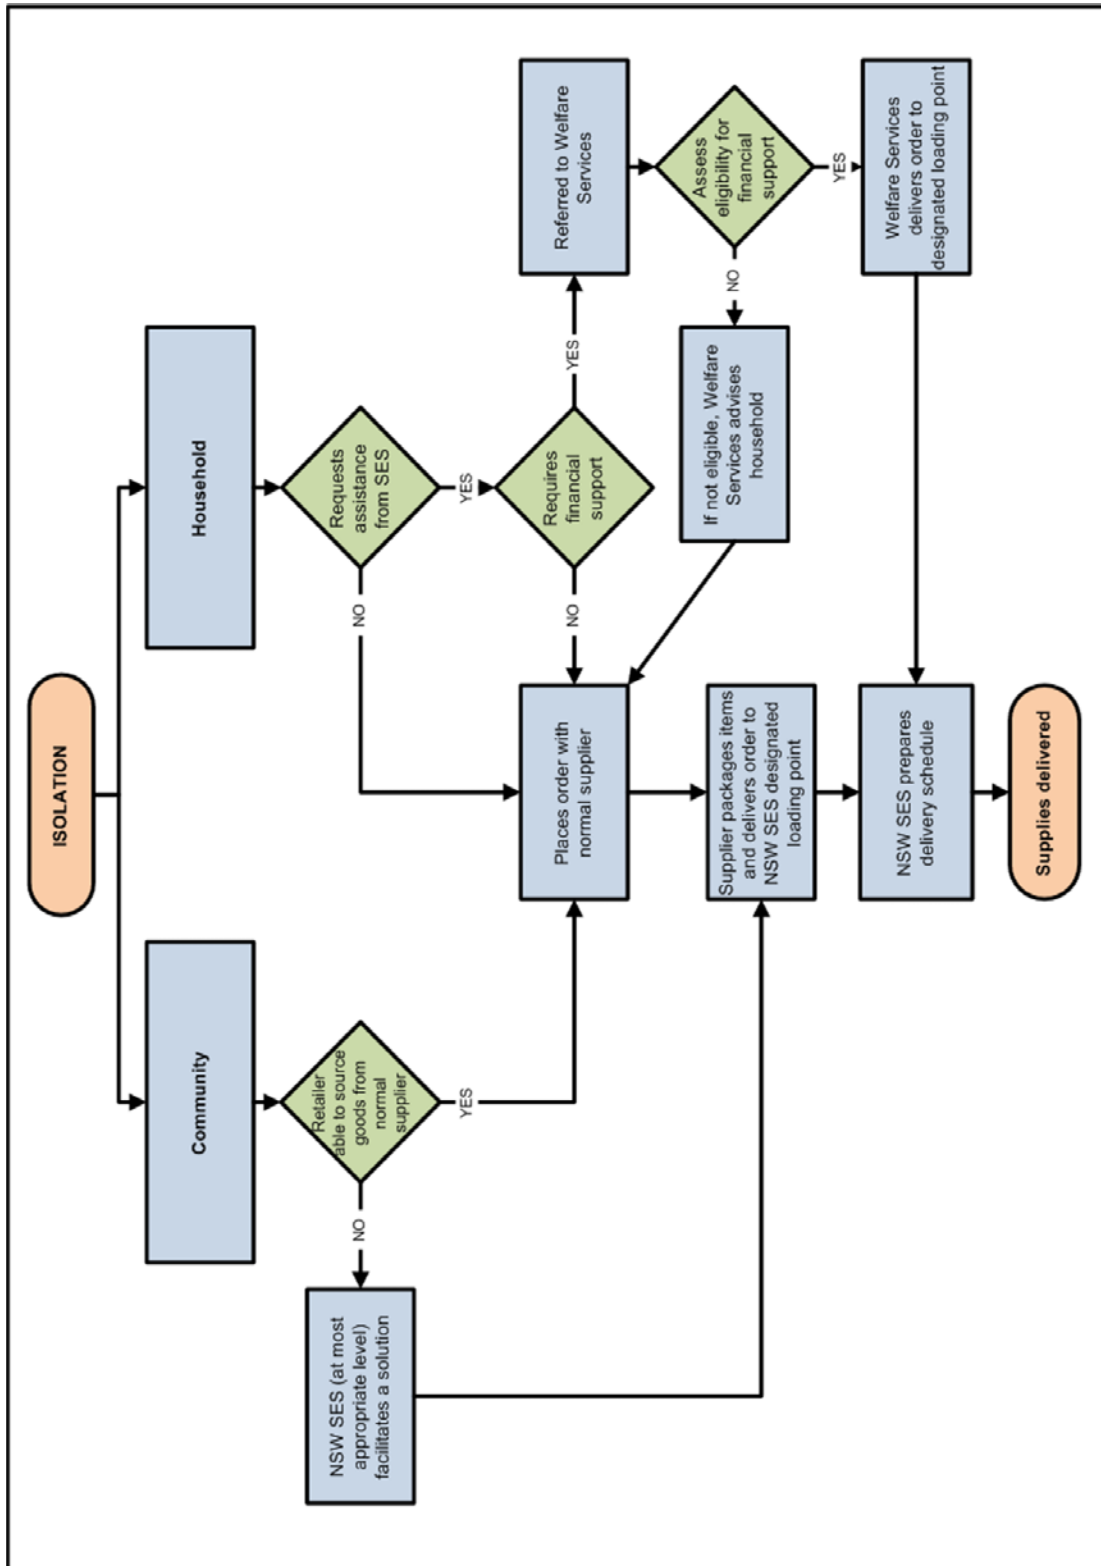 ISOLATION
Community
Household
Retailer
able to source
goods from
normal
supplier
Requests
assistance
from SES
NO
YES
NO
YES
NSW SES (at most
appropriate level)
facilitates a solution
Requires
financial
support
NO
YES
Places order with
normal supplier
Referred to Welfare
Services
Assess
eligibility for
financial
support
NO
YES
If not eligible, Welfare
Services advises
household
Supplier packages items
and delivers order to
NSW SES designated
loading point
Welfare Services
delivers order to
designated loading point
NSW SES prepares
delivery schedule
Supplies delivered